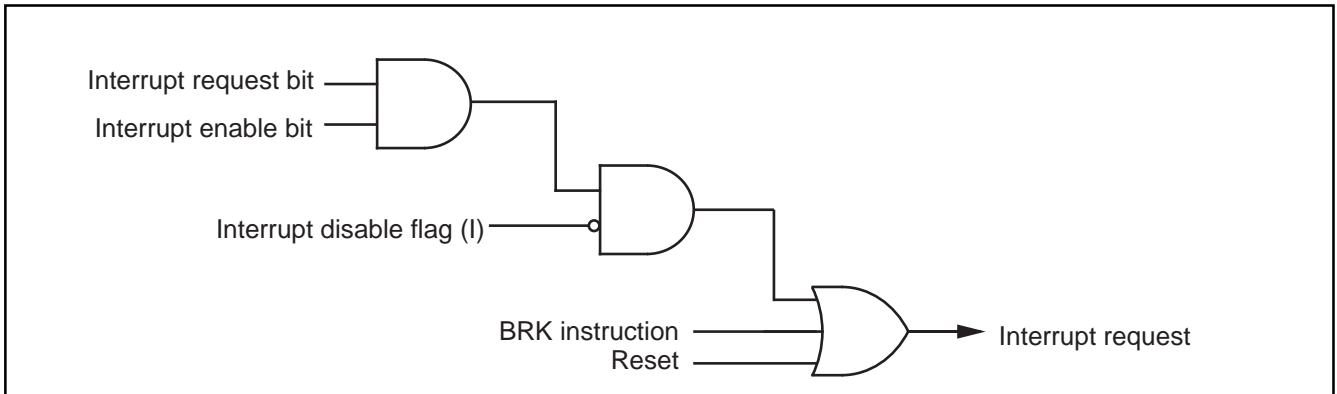 Interrupt request bit
Interrupt enable bit
Interrupt disable flag (I)
BRK instruction
Reset
Interrupt request